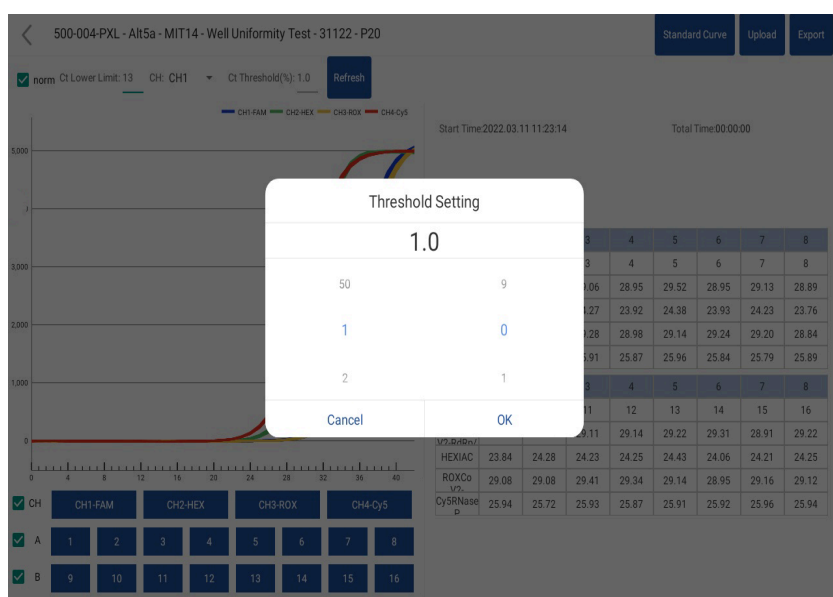 500-004-PXL - Alt5a - MIT14 - Well Uniformity Test - 31122 - P20
Standard Curve Upload Export
norm Ct Lower Limit: 13 CH: CH1 Ct Threshold(%): 1.0 Refresh
CH1-FAM CH2-HEX CH3-ROX CH4-Cy5
Start Time:2022.03.11 11:23:14 Total Time:00:00:00
5,000
3,000
2,000
1,000
0
0 4 8 12 16 20 24 28 32 36 40
Threshold Setting
1.0
50 9
1 0
2 1
Cancel OK
3 4 5 6 7 8
3 4 5 6 7 8
28.95 29.52 28.95 29.13 28.89
23.92 24.38 23.93 24.23 23.76
28.98 29.14 29.24 29.20 28.84
25.87 25.96 25.84 25.79 25.89
3 4 5 6 7 8
12 13 14 15 16
29.14 29.22 29.31 28.91 29.22
HEXIAC 23.84 24.28 24.23 24.25 24.43 24.06 24.21 24.25
ROXCo 29.08 29.08 29.41 29.34 29.14 28.95 29.16 29.12
Cy5RNase P 25.94 25.72 25.93 25.87 25.91 25.92 25.96 25.94
CH CH1-FAM CH2-HEX CH3-ROX CH4-Cy5
A 1 2 3 4 5 6 7 8
B 9 10 11 12 13 14 15 16